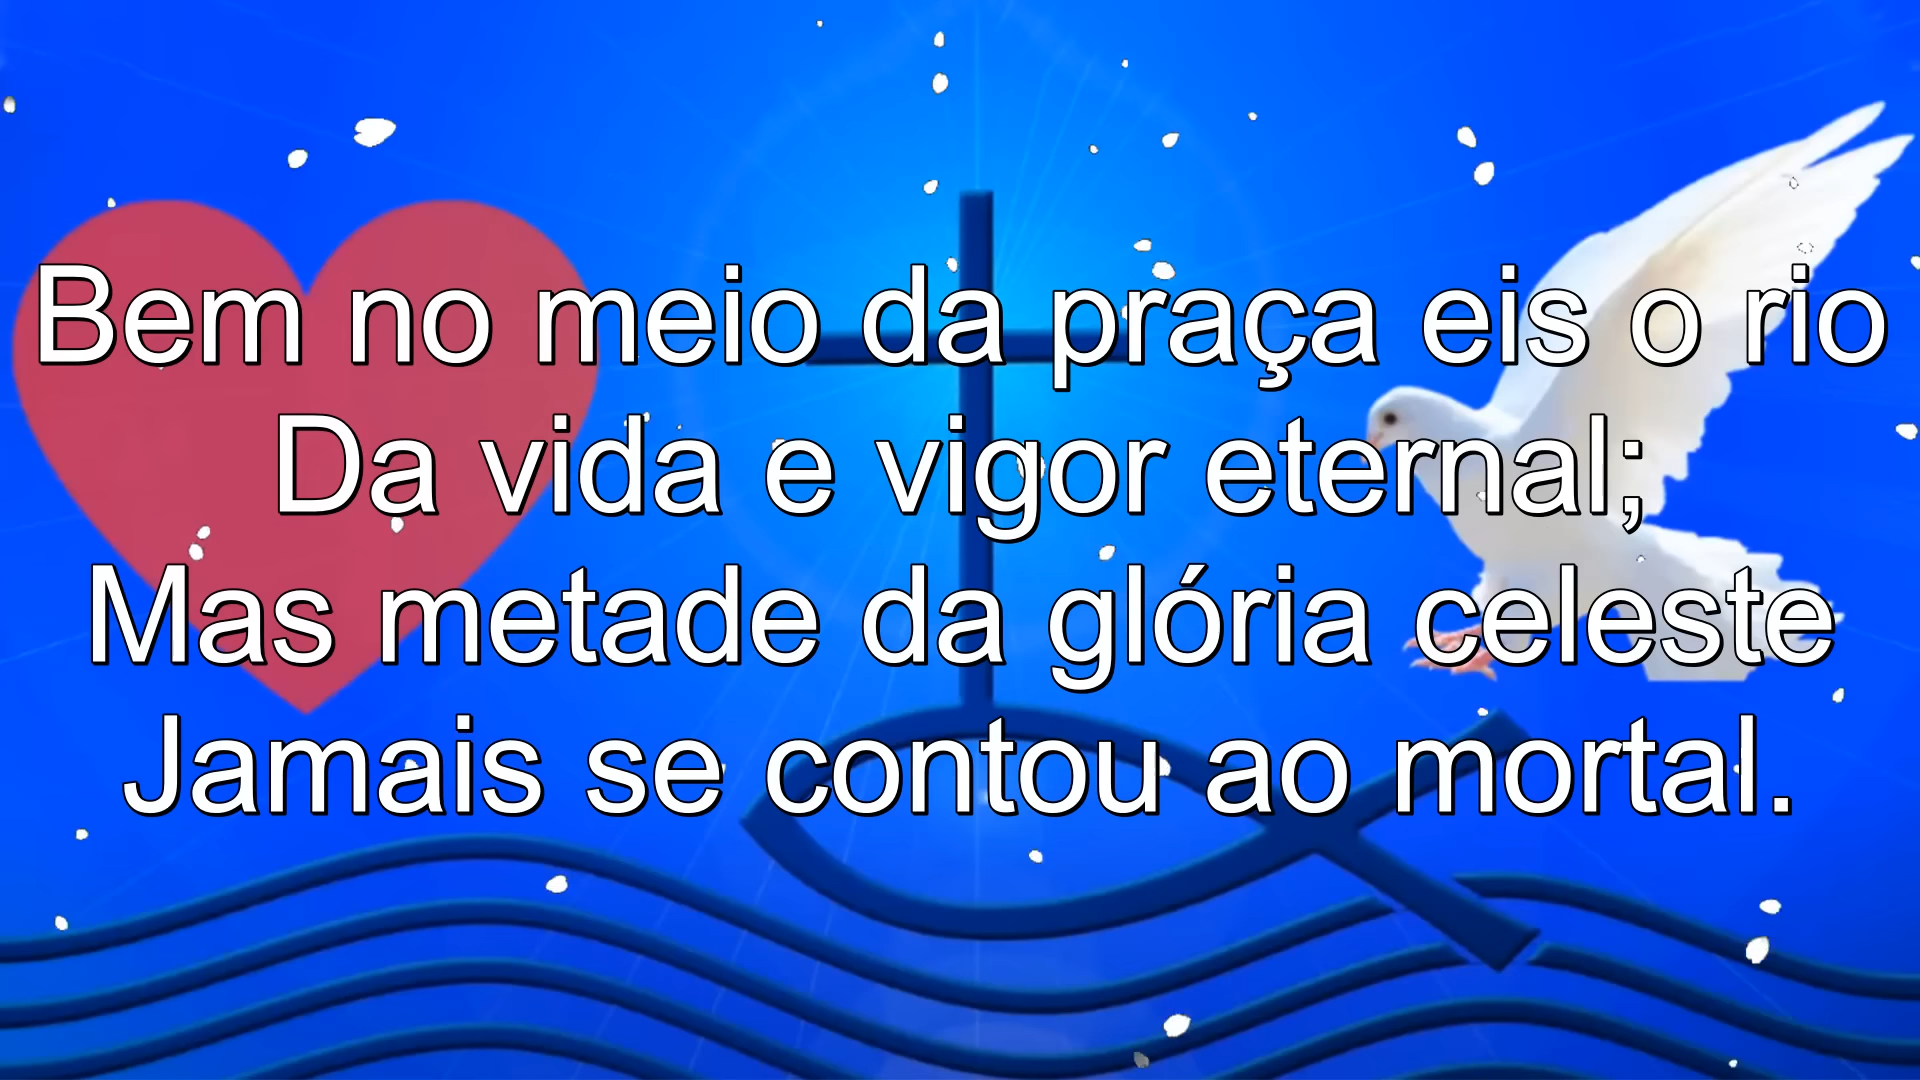 Bem no meio da praça eis o rio
Da vida e vigor eternal;
Mas metade da glória celeste
Jamais se contou ao mortal.